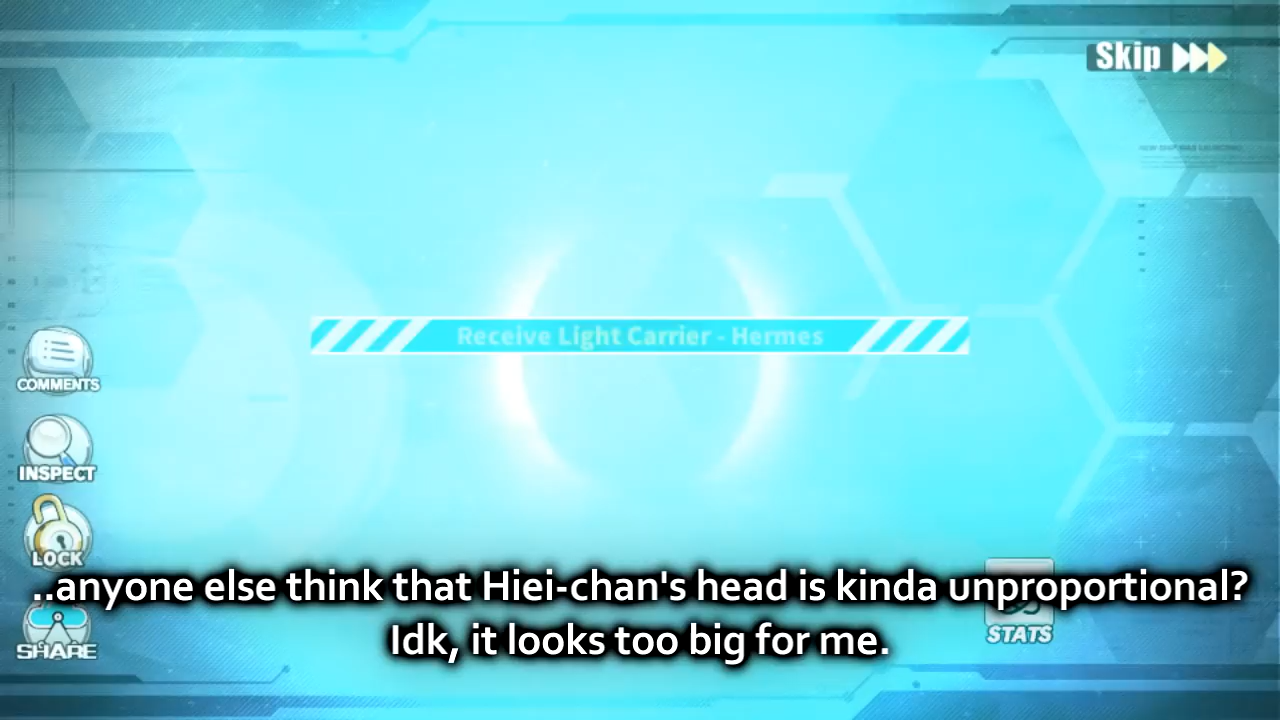 Skip
Receive Light Carrier - Hermes
COMMENTS
INSPECT
LOCK
..anyone else think that Hiei-chan's head is kinda unproportional?
Idk, it looks too big for me.
STATS
SHARE